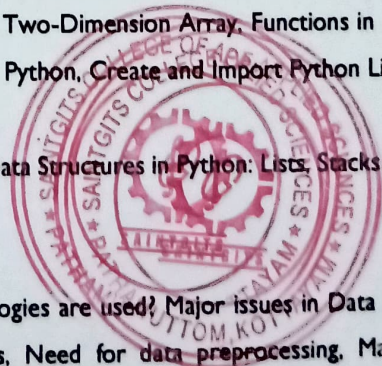 Two-Dimension Array, Functions in
Python, Create and Import Python Li
ata Structures in Python: Lists, Stacks
SAINTGITS COLLEGE OF APPLIED SCIENCES
PATHAMUTTOM, KOTTAYAM
SAINTGITS
ogies are used? Major issues in Data
s, Need for data preprocessing, Ma